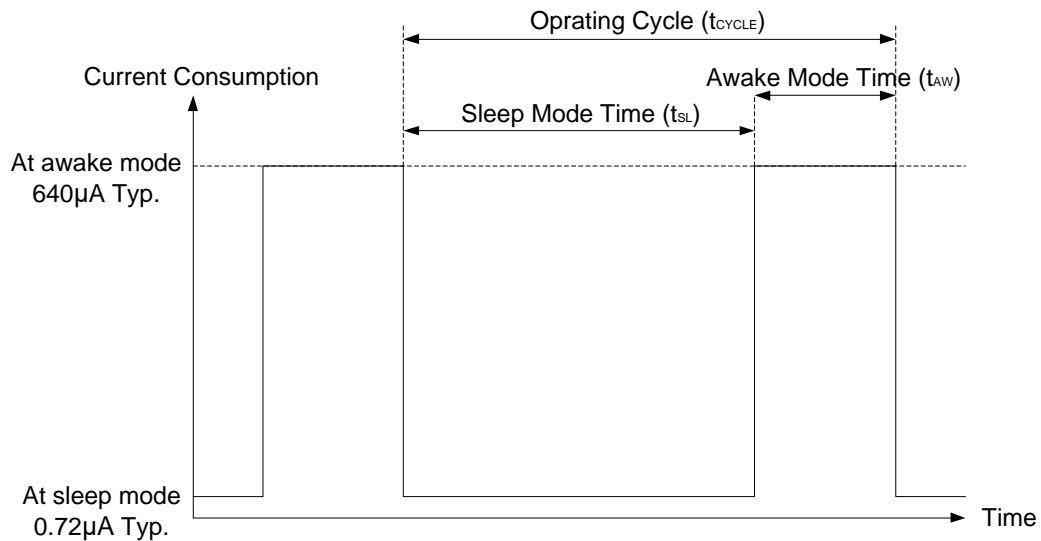 Oprating Cycle (tCYCLE)
Current Consumption
Awake Mode Time (tAW)
Sleep Mode Time (tSL)
At awake mode
640µA Typ.
At sleep mode
0.72µA Typ.
Time